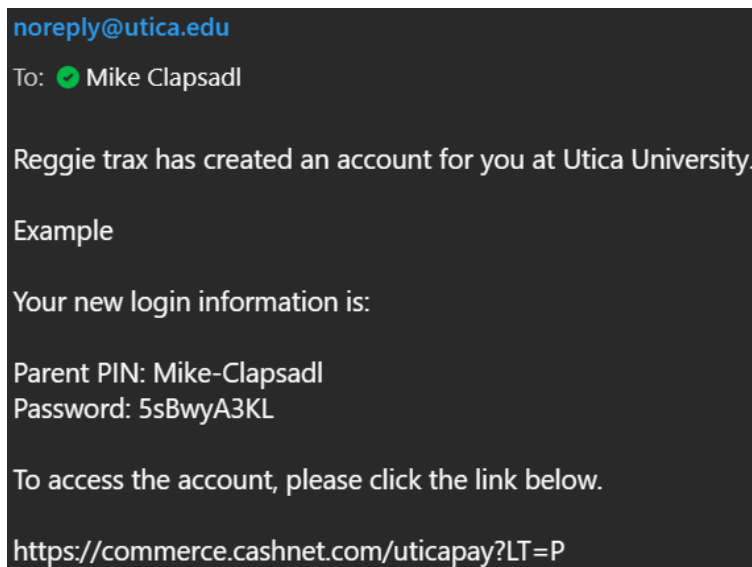 noreply@utica.edu
To: Mike Clapsadl
Reggie trax has created an account for you at Utica University.
Example
Your new login information is:
Parent PIN: Mike-Clapsadl
Password: 5sBwyA3KL
To access the account, please click the link below.
https://commerce.cashnet.com/uticapay?LT=P